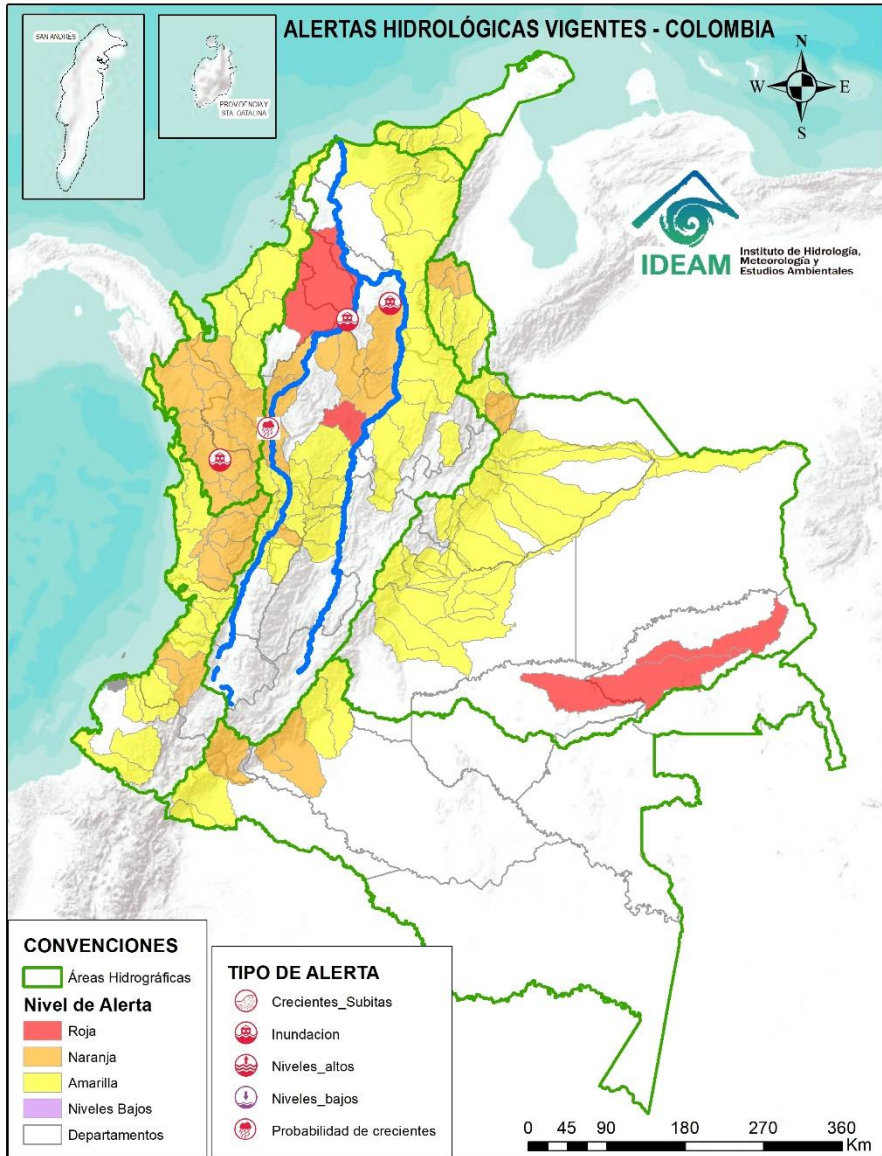 ALERTAS HIDROLÓGICAS VIGENTES - COLOMBIA
SAN ANDRÉS
PROVIDENCIA Y
STA. CATALINA
N
W
E
S
IDEAM
Instituto de Hidrología,
Meteorología y
Estudios Ambientales
CONVENCIONES
Áreas Hidrográficas
Nivel de Alerta
Roja
Naranja
Amarilla
Niveles Bajos
Departamentos
TIPO DE ALERTA
Crecientes_Subitas
Inundacion
Niveles_altos
Niveles_bajos
Probabilidad de crecientes
0 45 90 180 270 360
Km